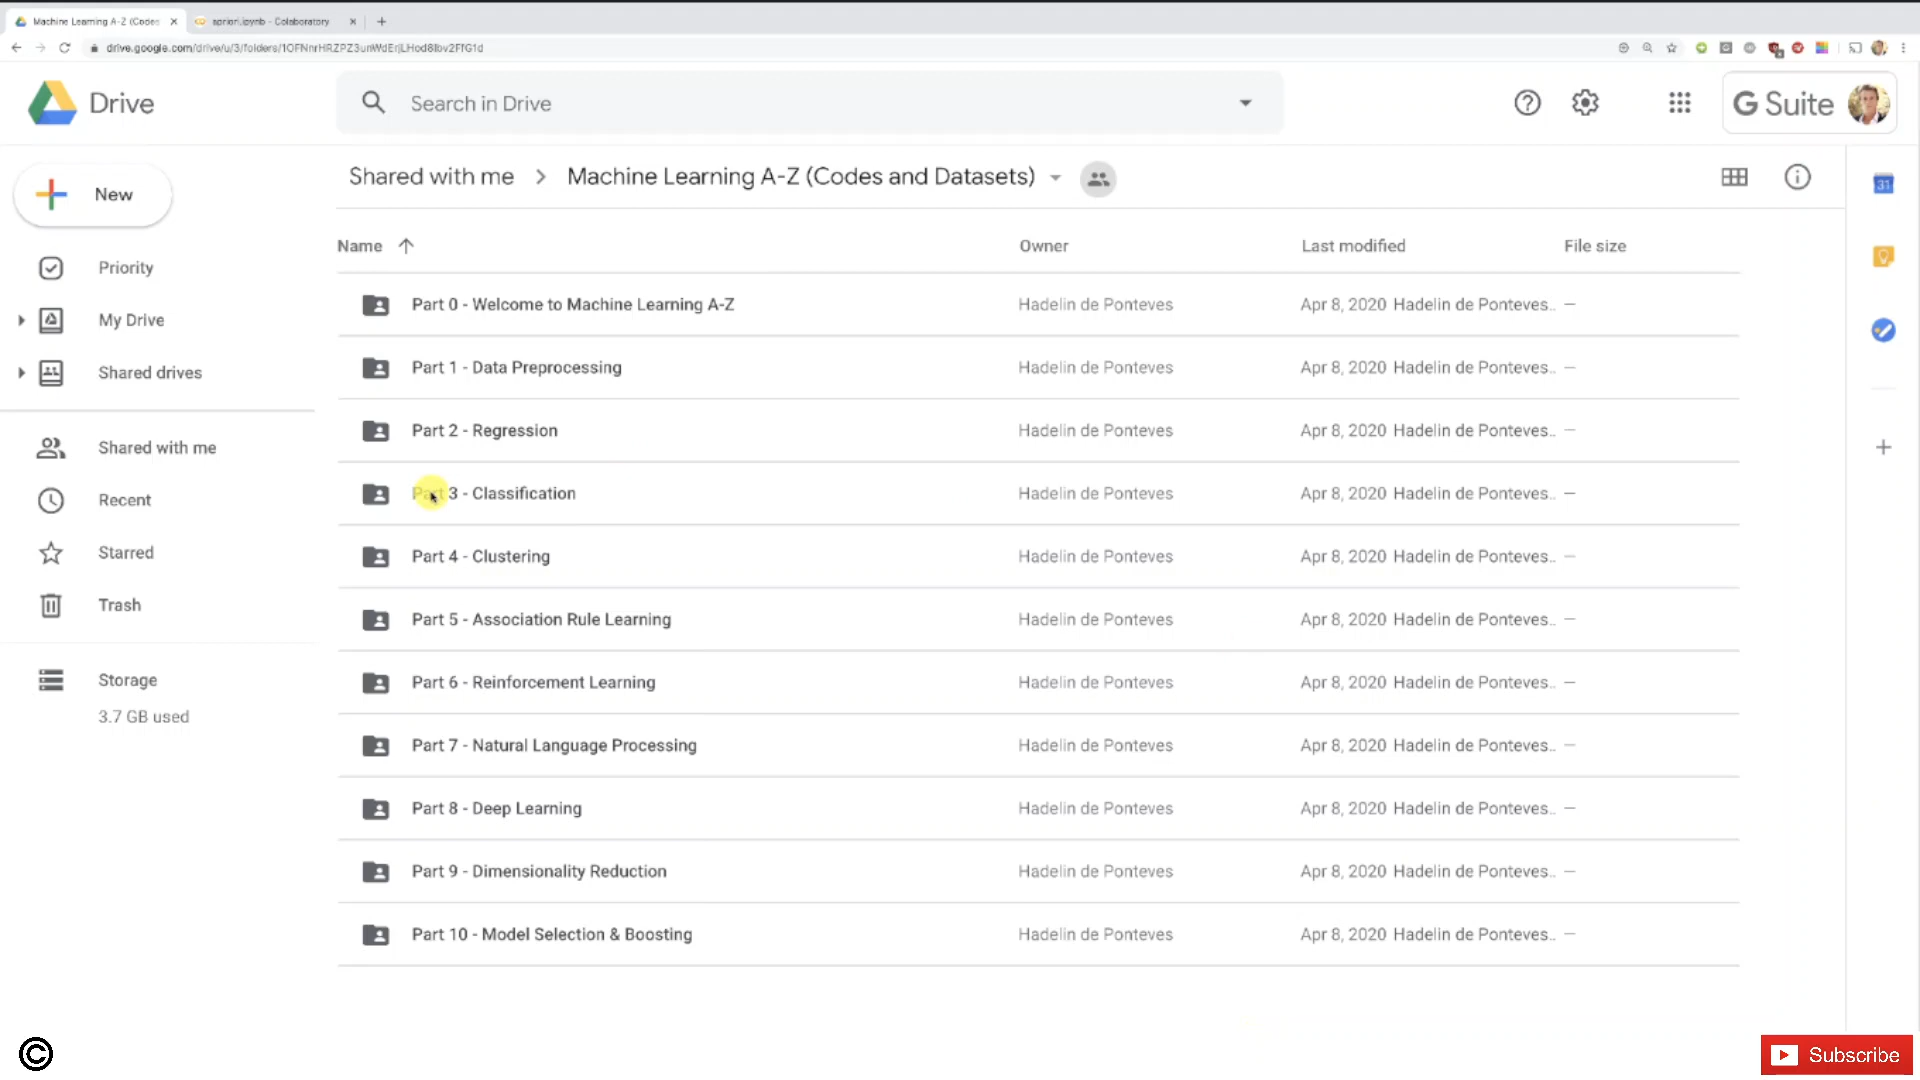 Machine Learning A-Z (Codes
apriori.ipynb - Colaboratory
Drive
Search in Drive
G Suite
New
Shared with me
Machine Learning A-Z (Codes and Datasets)
31
Priority
My Drive
Shared drives
Shared with me
Recent
Starred
Trash
Storage
3.7 GB used
Name Owner Last modified File size
Part 0 - Welcome to Machine Learning A-Z Hadelin de Ponteves Apr 8, 2020 Hadelin de Ponteves.. —
Part 1 - Data Preprocessing Hadelin de Ponteves Apr 8, 2020 Hadelin de Ponteves.. —
Part 2 - Regression Hadelin de Ponteves Apr 8, 2020 Hadelin de Ponteves.. —
Part 3 - Classification Hadelin de Ponteves Apr 8, 2020 Hadelin de Ponteves.. —
Part 4 - Clustering Hadelin de Ponteves Apr 8, 2020 Hadelin de Ponteves.. —
Part 5 - Association Rule Learning Hadelin de Ponteves Apr 8, 2020 Hadelin de Ponteves.. —
Part 6 - Reinforcement Learning Hadelin de Ponteves Apr 8, 2020 Hadelin de Ponteves.. —
Part 7 - Natural Language Processing Hadelin de Ponteves Apr 8, 2020 Hadelin de Ponteves.. —
Part 8 - Deep Learning Hadelin de Ponteves Apr 8, 2020 Hadelin de Ponteves.. —
Part 9 - Dimensionality Reduction Hadelin de Ponteves Apr 8, 2020 Hadelin de Ponteves.. —
Part 10 - Model Selection & Boosting Hadelin de Ponteves Apr 8, 2020 Hadelin de Ponteves.. —
©
Subscribe